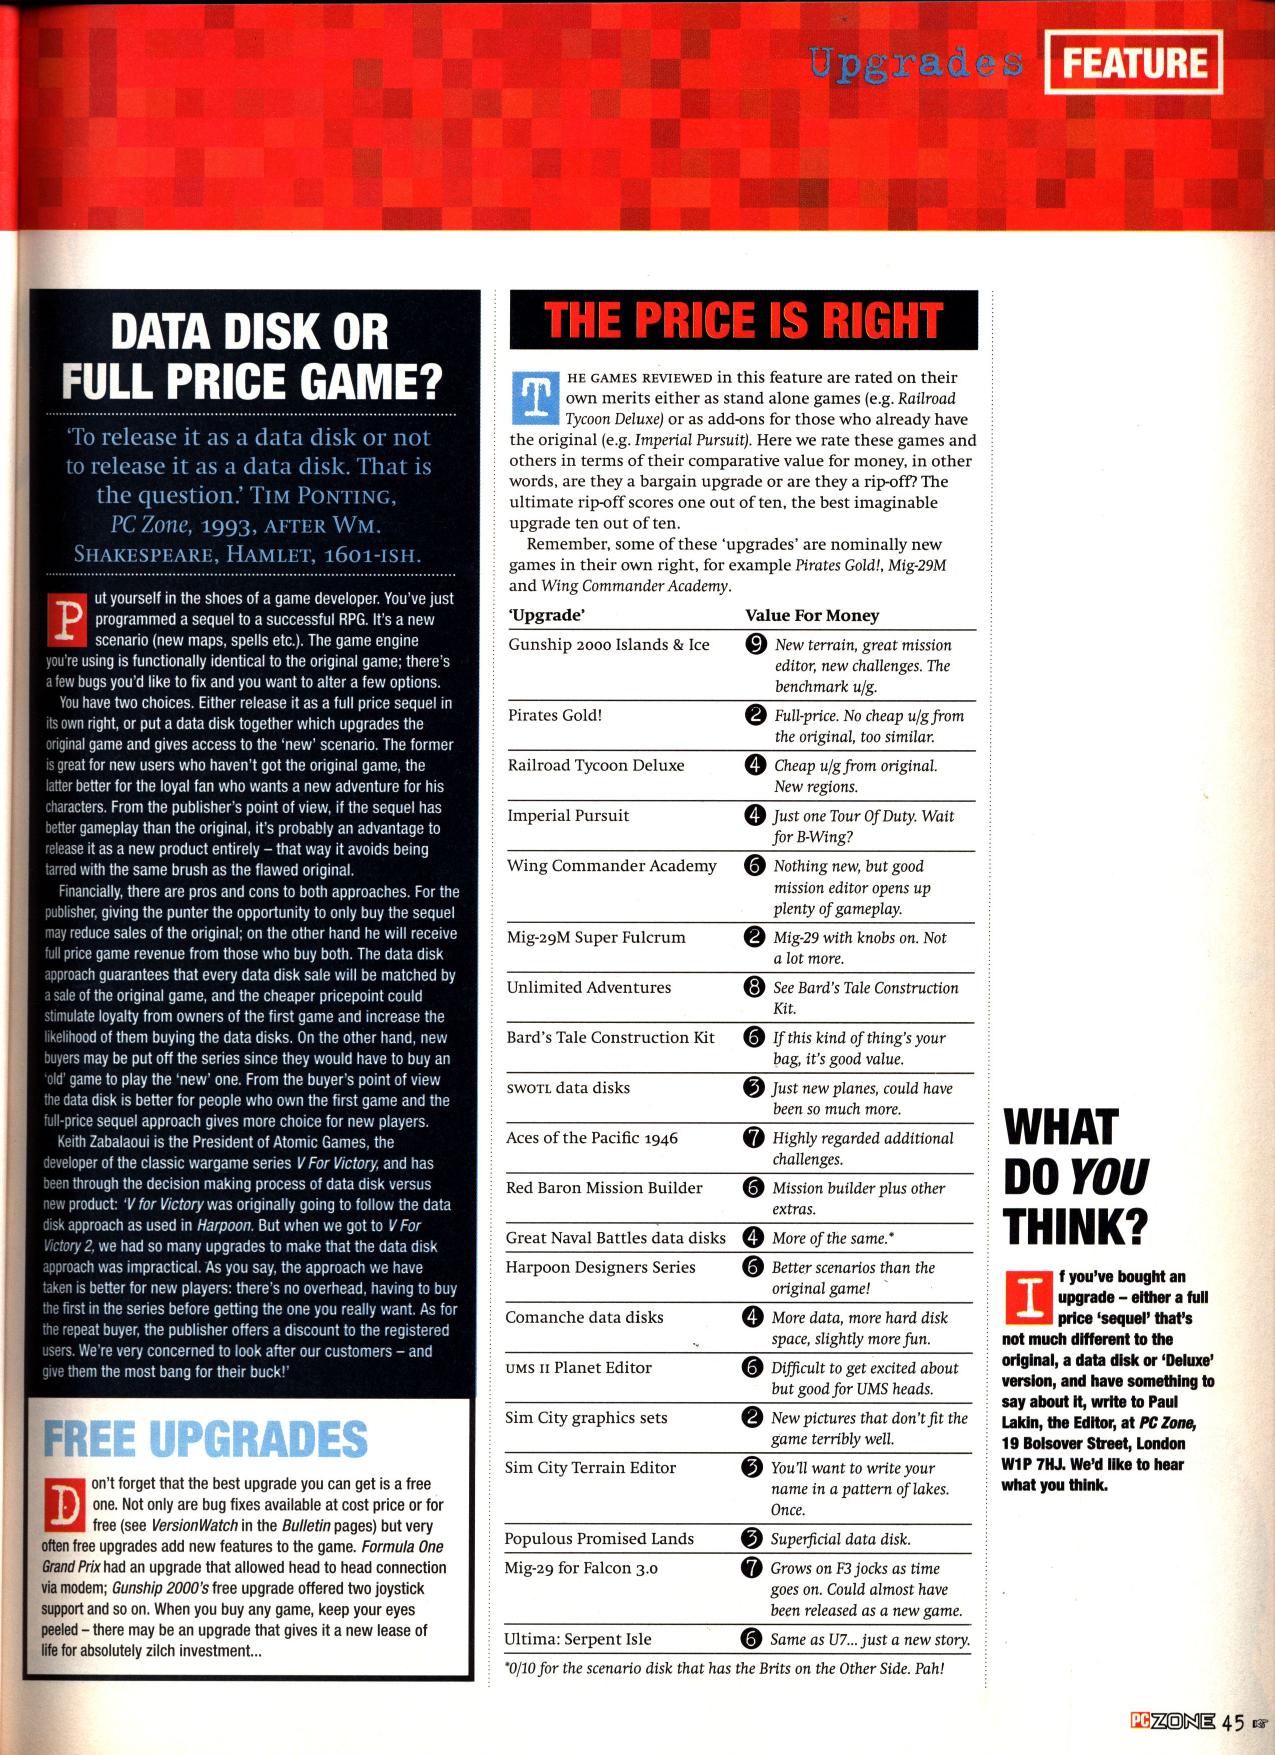 Upgrades FEATURE
DATA DISK OR
FULL PRICE GAME?
‘To release it as a data disk or not
to release it as a data disk. That is
the question.’ TIM PONTING,
PC Zone, 1993, AFTER WM.
SHAKESPEARE, HAMLET, 1601-ISH.
Put yourself in the shoes of a game developer. You've just
programmed a sequel to a successful RPG. It's a new
scenario (new maps, spells etc.). The game engine
you're using is functionally identical to the original game; there's
a few bugs you'd like to fix and you want to alter a few options.
You have two choices. Either release it as a full price sequel in
its own right, or put a data disk together which upgrades the
original game and gives access to the ‘new’ scenario. The former
is great for new users who haven't got the original game, the
latter better for the loyal fan who wants a new adventure for his
characters. From the publisher's point of view, if the sequel has
better gameplay than the original, it's probably an advantage to
release it as a new product entirely – that way it avoids being
tarred with the same brush as the flawed original.
Financially, there are pros and cons to both approaches. For the
publisher, giving the punter the opportunity to only buy the sequel
may reduce sales of the original; on the other hand he will receive
full price game revenue from those who buy both. The data disk
approach guarantees that every data disk sale will be matched by
a sale of the original game, and the cheaper pricepoint could
stimulate loyalty from owners of the first game and increase the
likelihood of them buying the data disks. On the other hand, new
buyers may be put off the series since they would have to buy an
‘old’ game to play the ‘new’ one. From the buyer's point of view
the data disk is better for people who own the first game and the
full-price sequel approach gives more choice for new players.
Keith Zabalaoui is the President of Atomic Games, the
developer of the classic wargame series V For Victory, and has
been through the decision making process of data disk versus
new product: ‘V for Victory was originally going to follow the data
disk approach as used in Harpoon. But when we got to V For
Victory 2, we had so many upgrades to make that the data disk
approach was impractical. As you say, the approach we have
taken is better for new players: there's no overhead, having to buy
the first in the series before getting the one you really want. As for
the repeat buyer, the publisher offers a discount to the registered
users. We're very concerned to look after our customers – and
give them the most bang for their buck!’
FREE UPGRADES
Don't forget that the best upgrade you can get is a free
one. Not only are bug fixes available at cost price or for
free (see VersionWatch in the Bulletin pages) but very
often free upgrades add new features to the game. Formula One
Grand Prix had an upgrade that allowed head to head connection
via modem; Gunship 2000's free upgrade offered two joystick
support and so on. When you buy any game, keep your eyes
peeled – there may be an upgrade that gives it a new lease of
life for absolutely zilch investment...
THE PRICE IS RIGHT
THE GAMES REVIEWED in this feature are rated on their
own merits either as stand alone games (e.g. Railroad
Tycoon Deluxe) or as add-ons for those who already have
the original (e.g. Imperial Pursuit). Here we rate these games and
others in terms of their comparative value for money, in other
words, are they a bargain upgrade or are they a rip-off? The
ultimate rip-off scores one out of ten, the best imaginable
upgrade ten out of ten.
Remember, some of these ‘upgrades’ are nominally new
games in their own right, for example Pirates Gold!, Mig-29M
and Wing Commander Academy.
‘Upgrade’ Value For Money
Gunship 2000 Islands & Ice 9 New terrain, great mission
editor, new challenges. The
benchmark u/g.
Pirates Gold! 2 Full-price. No cheap u/g from
the original, too similar.
Railroad Tycoon Deluxe 4 Cheap u/g from original.
New regions.
Imperial Pursuit 4 Just one Tour Of Duty. Wait
for B-Wing?
Wing Commander Academy 6 Nothing new, but good
mission editor opens up
plenty of gameplay.
Mig-29M Super Fulcrum 2 Mig-29 with knobs on. Not
a lot more.
Unlimited Adventures 8 See Bard's Tale Construction
Kit.
Bard's Tale Construction Kit 6 If this kind of thing's your
bag, it's good value.
SWOTL data disks 3 Just new planes, could have
been so much more.
Aces of the Pacific 1946 7 Highly regarded additional
challenges.
Red Baron Mission Builder 6 Mission builder plus other
extras.
Great Naval Battles data disks 4 More of the same.*
Harpoon Designers Series 6 Better scenarios than the
original game!
Comanche data disks 4 More data, more hard disk
space, slightly more fun.
UMS II Planet Editor 6 Difficult to get excited about
but good for UMS heads.
Sim City graphics sets 2 New pictures that don't fit the
game terribly well.
Sim City Terrain Editor 3 You'll want to write your
name in a pattern of lakes.
Once.
Populous Promised Lands 3 Superficial data disk.
Mig-29 for Falcon 3.0 7 Grows on F3 jocks as time
goes on. Could almost have
been released as a new game.
Ultima: Serpent Isle 6 Same as U7... just a new story.
*0/10 for the scenario disk that has the Brits on the Other Side. Pah!
WHAT
DO YOU
THINK?
If you've bought an
upgrade – either a full
price ‘sequel’ that's
not much different to the
original, a data disk or ‘Deluxe’
version, and have something to
say about it, write to Paul
Lakin, the Editor, at PC Zone,
19 Bolsover Street, London
W1P 7HJ. We'd like to hear
what you think.
PC ZONE 45